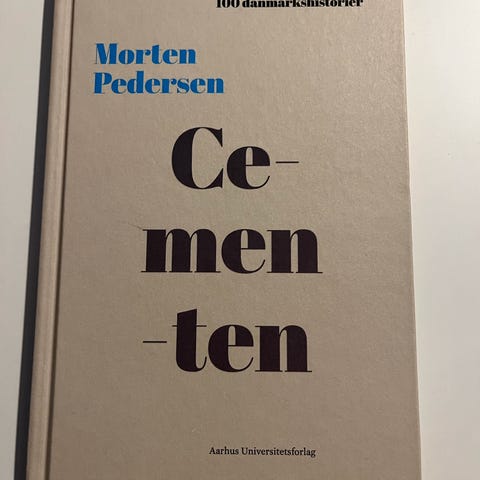 100 danmarkshistorier
Morten
Pedersen
Ce-
men
-ten
Aarhus Universitetsforlag